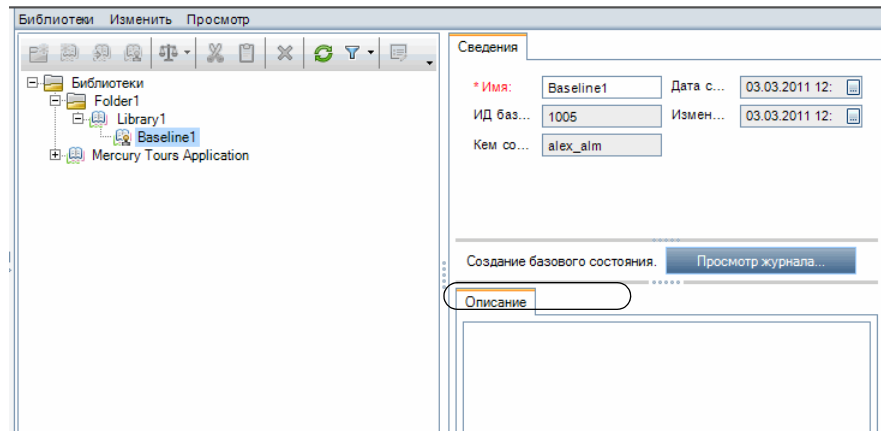 Библиотеки Изменить Просмотр
Библиотеки
Folder1
Library1
Baseline1
Mercury Tours Application
Сведения
* Имя: Baseline1 Дата с... 03.03.2011 12:
ИД баз... 1005 Измен... 03.03.2011 12:
Кем со... alex_alm
Создание базового состояния. Просмотр журнала...
Описание